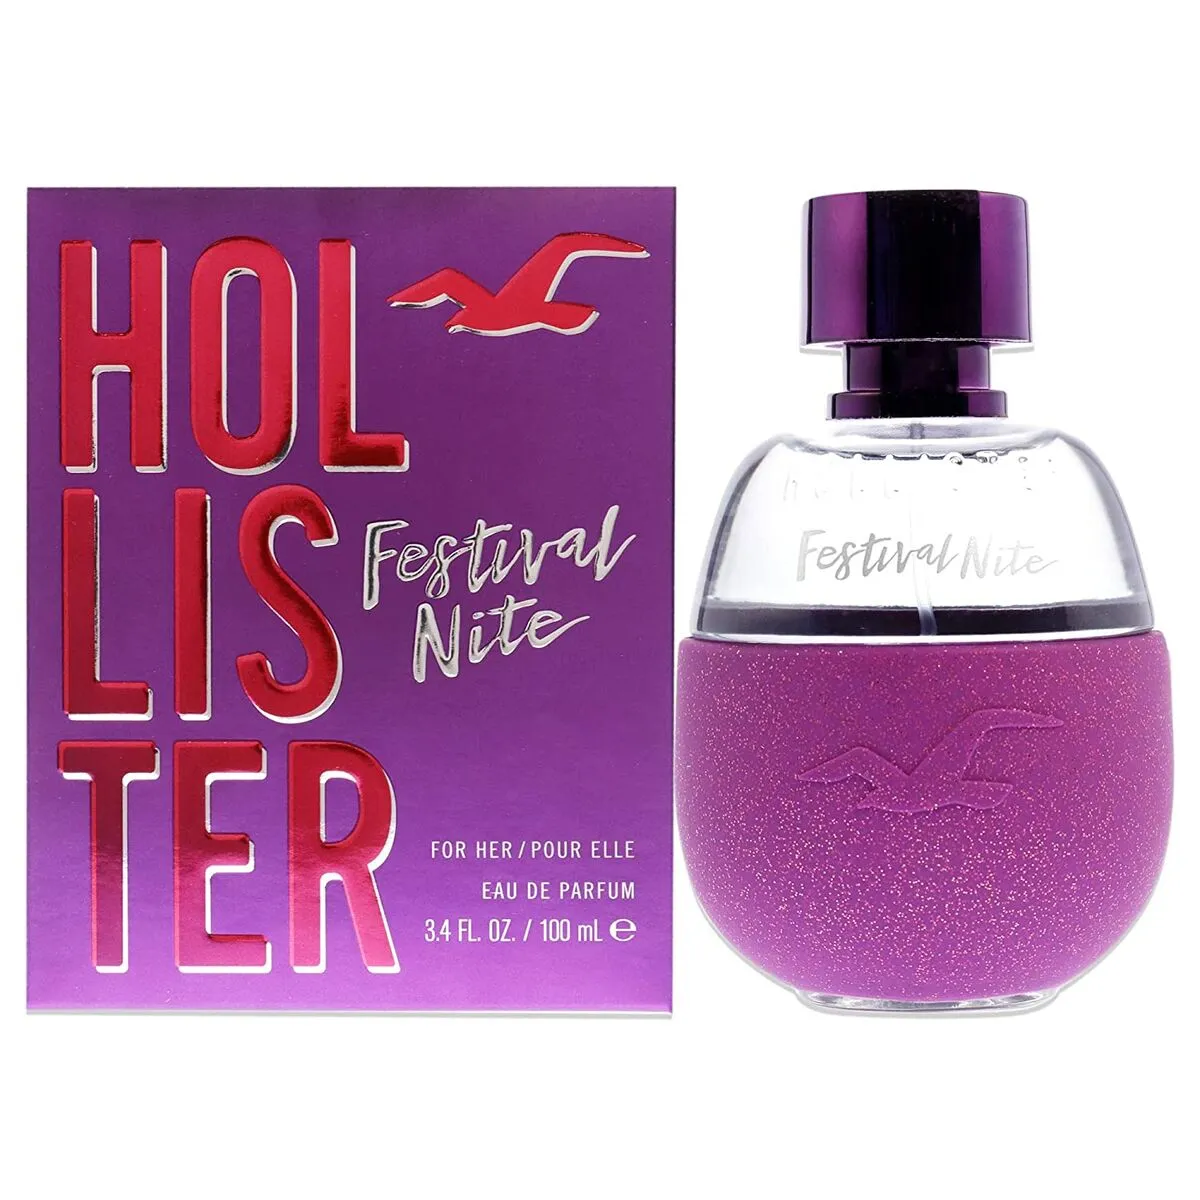 HOL
LIS
TER
Festival
Nite
FOR HER / POUR ELLE
EAU DE PARFUM
3.4 FL. OZ. / 100 mL ℮
HOLLISTER
Festival Nite